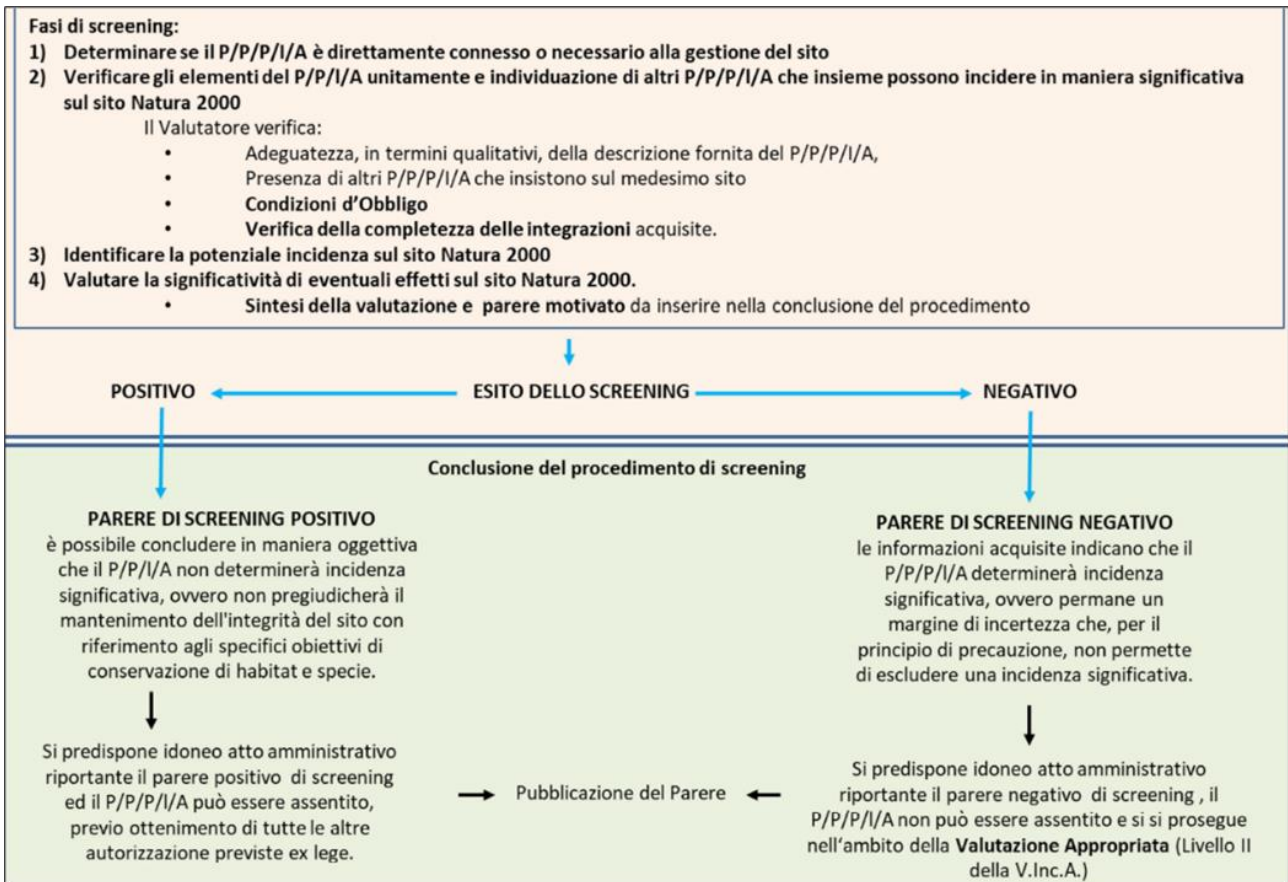 Fasi di screening:
1) Determinare se il P/P/P/I/A è direttamente connesso o necessario alla gestione del sito
2) Verificare gli elementi del P/P/I/A unitamente e individuazione di altri P/P/P/I/A che insieme possono incidere in maniera significativa
sul sito Natura 2000
Il Valutatore verifica:
• Adeguatezza, in termini qualitativi, della descrizione fornita del P/P/P/I/A,
• Presenza di altri P/P/P/I/A che insistono sul medesimo sito
• Condizioni d'Obbligo
• Verifica della completezza delle integrazioni acquisite.
3) Identificare la potenziale incidenza sul sito Natura 2000
4) Valutare la significatività di eventuali effetti sul sito Natura 2000.
• Sintesi della valutazione e parere motivato da inserire nella conclusione del procedimento
POSITIVO
ESITO DELLO SCREENING
NEGATIVO
Conclusione del procedimento di screening
PARERE DI SCREENING POSITIVO
è possibile concludere in maniera oggettiva
che il P/P/I/A non determinerà incidenza
significativa, ovvero non pregiudicherà il
mantenimento dell'integrità del sito con
riferimento agli specifici obiettivi di
conservazione di habitat e specie.
Si predispone idoneo atto amministrativo
riportante il parere positivo di screening
ed il P/P/P/I/A può essere assentito,
previo ottenimento di tutte le altre
autorizzazione previste ex lege.
Pubblicazione del Parere
PARERE DI SCREENING NEGATIVO
le informazioni acquisite indicano che il
P/P/P/I/A determinerà incidenza
significativa, ovvero permane un
margine di incertezza che, per il
principio di precauzione, non permette
di escludere una incidenza significativa.
Si predispone idoneo atto amministrativo
riportante il parere negativo di screening , il
P/P/P/I/A non può essere assentito e si si prosegue
nell'ambito della Valutazione Appropriata (Livello II
della V.Inc.A.)